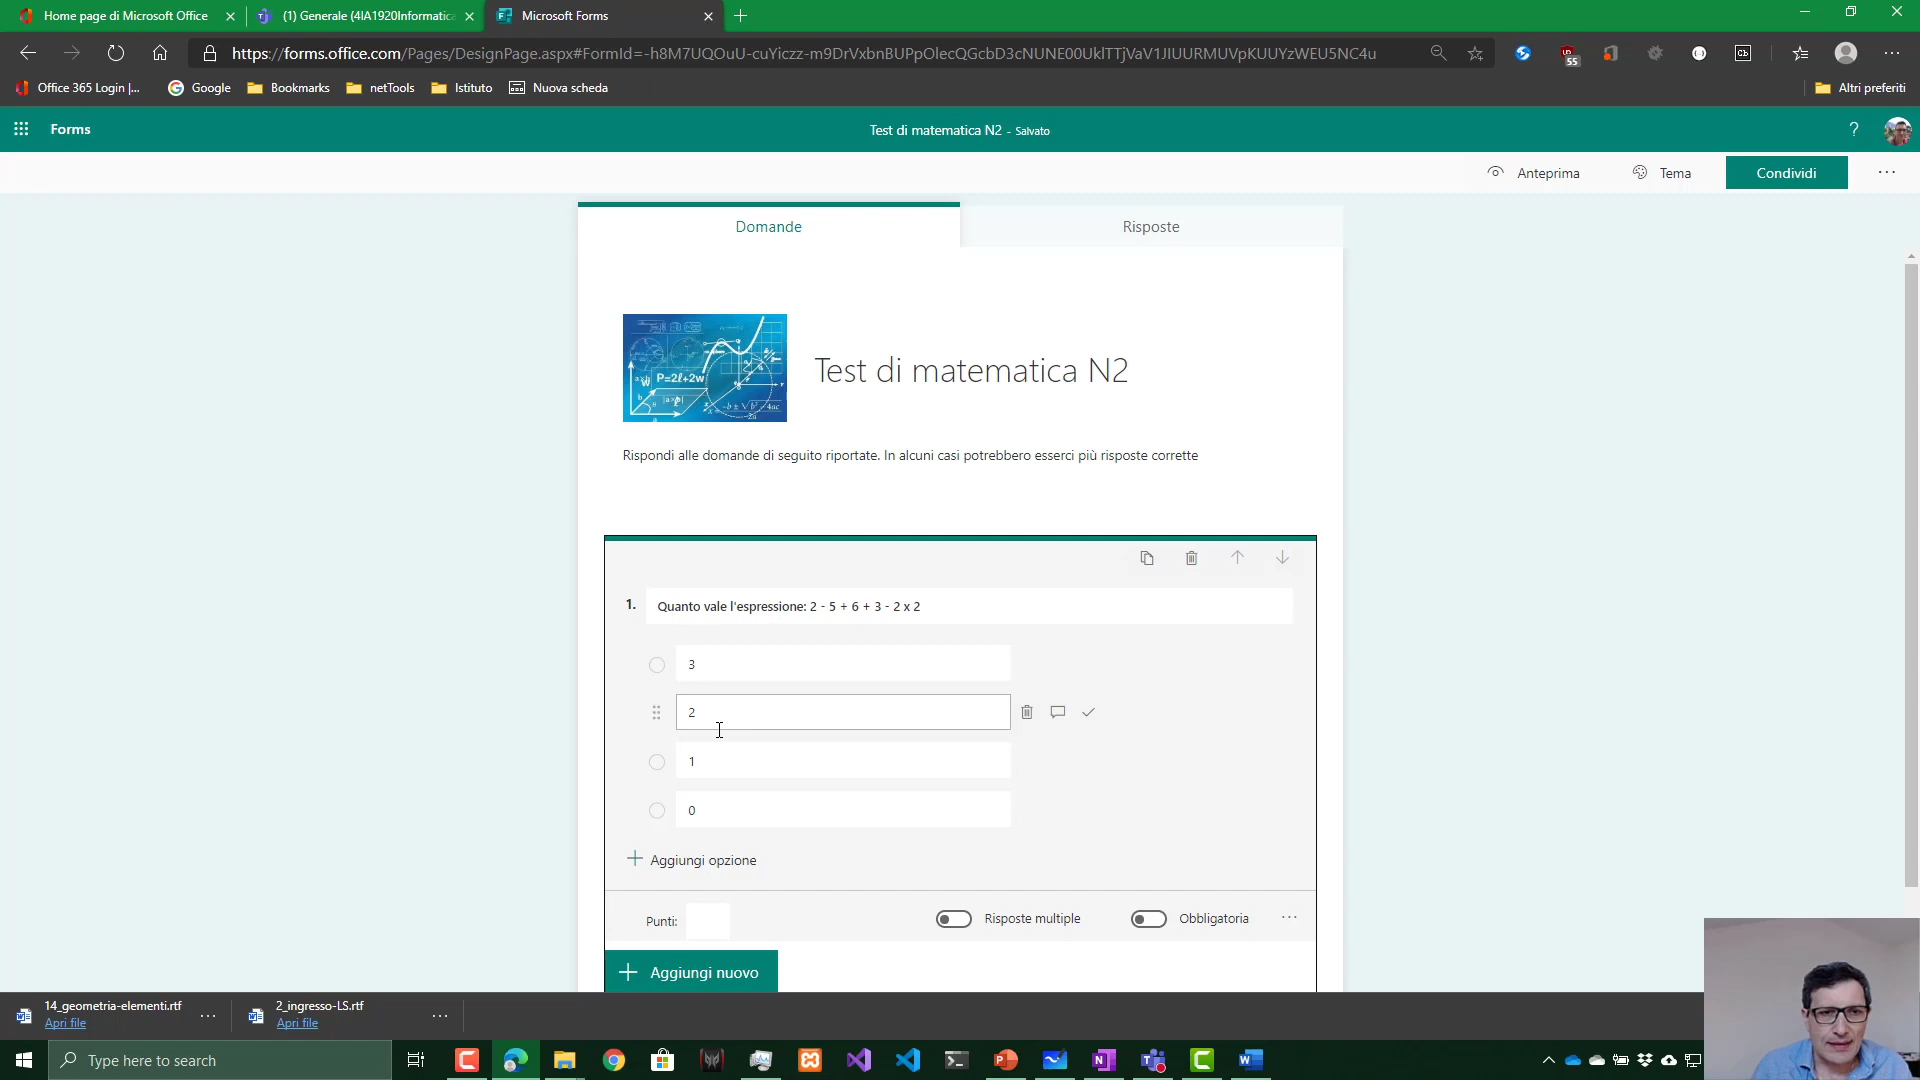 Home page di Microsoft Office
(1) Generale (4IA1920Informatica
Microsoft Forms
https://forms.office.com/Pages/DesignPage.aspx#FormId=-h8M7UQOuU-cuYiczz-m9DrVxbnBUPpOlecQGcbD3cNUNE00UklTTjVaV1JIUURMUVpKUUYzWEU5NC4u
55
Office 365 Login |...
Google
Bookmarks
netTools
Istituto
Nuova scheda
Altri preferiti
Forms
Test di matematica N2 - Salvato
?
Anteprima
Tema
Condividi
Domande
Risposte
P=2ℓ+2w
Test di matematica N2
Rispondi alle domande di seguito riportate. In alcuni casi potrebbero esserci più risposte corrette
1. Quanto vale l'espressione: 2 - 5 + 6 + 3 - 2 x 2
3
2
1
0
Aggiungi opzione
Punti:
Risposte multiple
Obbligatoria
Aggiungi nuovo
14_geometria-elementi.rtf
Apri file
2_ingresso-LS.rtf
Apri file
Type here to search